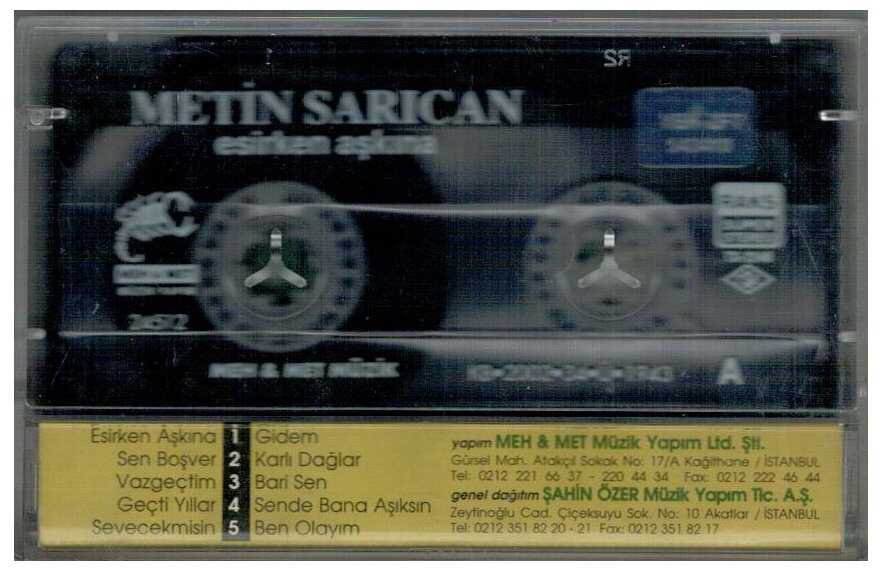 METİN SARICAN
esirken aşkına
RAKS
24572
MEH & MET MÜZİK
A
Esirken Aşkına 1 Gidem
Sen Boşver 2 Karlı Dağlar
Vazgeçtim 3 Bari Sen
Geçti Yıllar 4 Sende Bana Aşıksın
Sevecekmisin 5 Ben Olayım
yapım MEH & MET Müzik Yapım Ltd. Şti.
Gürsel Mah. Atakçıl Sokak No: 17/A Kağıthane / İSTANBUL
Tel: 0212 221 66 37 - 220 44 34 Fax: 0212 222 46 44
genel dağıtım ŞAHİN ÖZER Müzik Yapım Tic. A.Ş.
Zeytinoğlu Cad. Çiçeksuyu Sok. No: 10 Akatlar / İSTANBUL
Tel: 0212 351 82 20 - 21 Fax: 0212 351 82 17